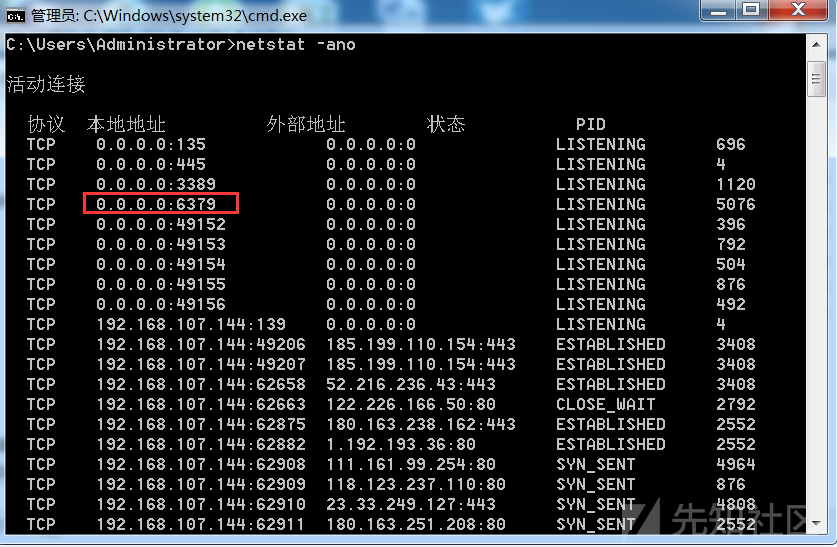 管理员: C:\Windows\system32\cmd.exe
C:\Users\Administrator>netstat -ano
活动连接
协议 本地地址 外部地址 状态 PID
TCP 0.0.0.0:135 0.0.0.0:0 LISTENING 696
TCP 0.0.0.0:445 0.0.0.0:0 LISTENING 4
TCP 0.0.0.0:3389 0.0.0.0:0 LISTENING 1120
TCP 0.0.0.0:6379 0.0.0.0:0 LISTENING 5076
TCP 0.0.0.0:49152 0.0.0.0:0 LISTENING 396
TCP 0.0.0.0:49153 0.0.0.0:0 LISTENING 792
TCP 0.0.0.0:49154 0.0.0.0:0 LISTENING 504
TCP 0.0.0.0:49155 0.0.0.0:0 LISTENING 876
TCP 0.0.0.0:49156 0.0.0.0:0 LISTENING 492
TCP 192.168.107.144:139 0.0.0.0:0 LISTENING 4
TCP 192.168.107.144:49206 185.199.110.154:443 ESTABLISHED 3408
TCP 192.168.107.144:49207 185.199.110.154:443 ESTABLISHED 3408
TCP 192.168.107.144:62658 52.216.236.43:443 ESTABLISHED 3408
TCP 192.168.107.144:62663 122.226.166.50:80 CLOSE_WAIT 2792
TCP 192.168.107.144:62875 180.163.238.162:443 ESTABLISHED 2552
TCP 192.168.107.144:62882 1.192.193.36:80 ESTABLISHED 2552
TCP 192.168.107.144:62908 111.161.99.254:80 SYN_SENT 4964
TCP 192.168.107.144:62909 118.123.237.110:80 SYN_SENT 876
TCP 192.168.107.144:62910 23.33.249.127:443 SYN_SENT 4808
TCP 192.168.107.144:62911 180.163.251.208:80 SYN_SENT 2552
先知社区